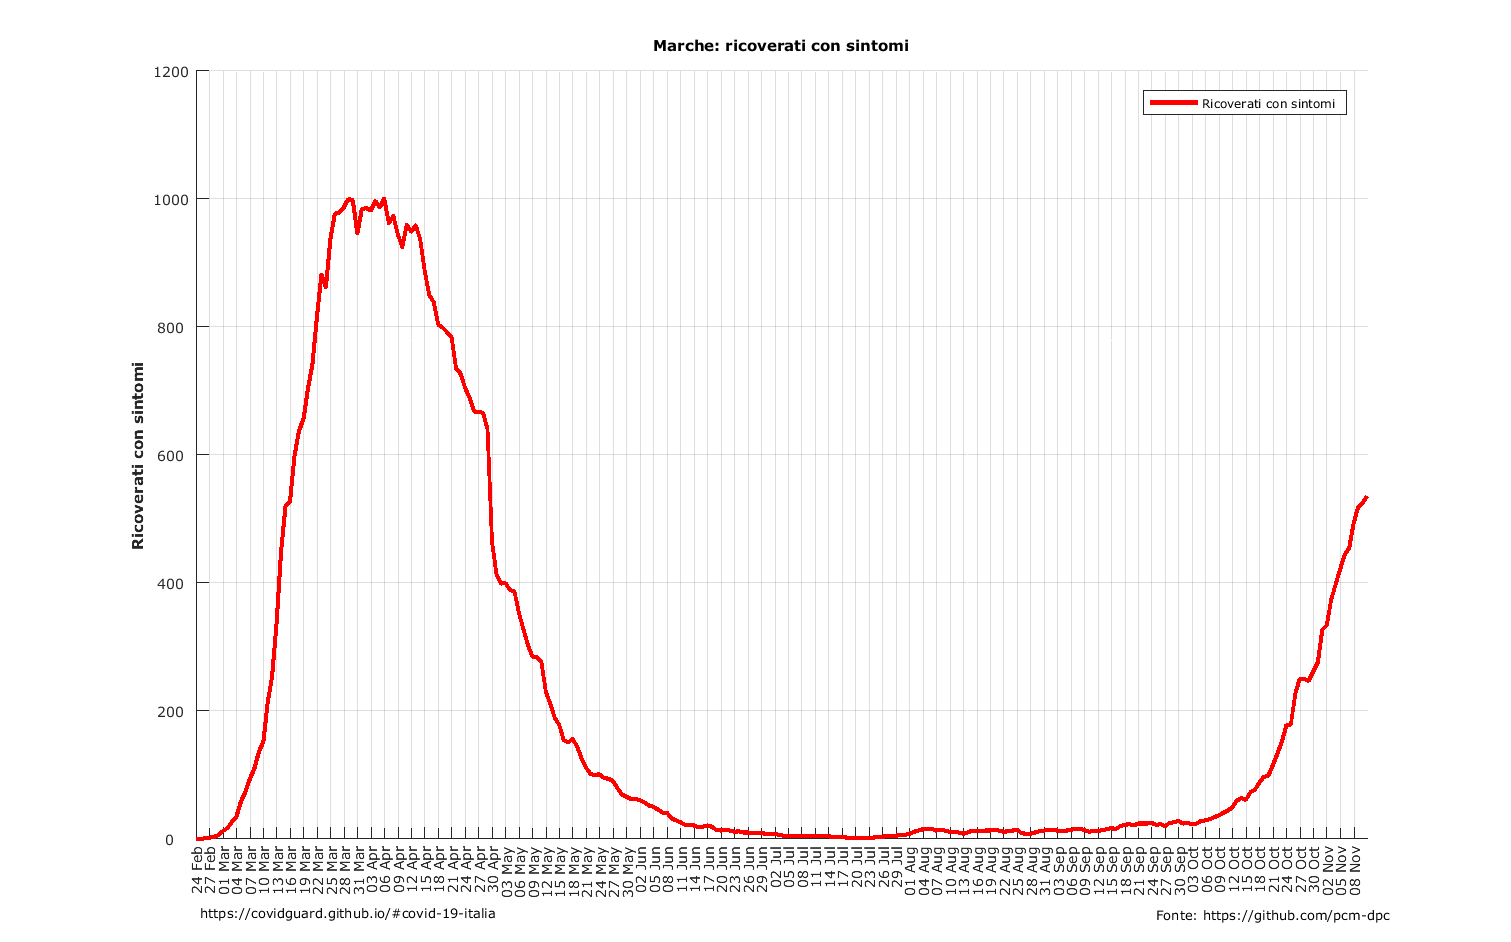 Marche: ricoverati con sintomi
1200
1000
800
600
400
200
0
Ricoverati con sintomi
Ricoverati con sintomi
24 Feb
27 Feb
01 Mar
04 Mar
07 Mar
10 Mar
13 Mar
16 Mar
19 Mar
22 Mar
25 Mar
28 Mar
31 Mar
03 Apr
06 Apr
09 Apr
12 Apr
15 Apr
18 Apr
21 Apr
24 Apr
27 Apr
30 Apr
03 May
06 May
09 May
12 May
15 May
18 May
21 May
24 May
27 May
30 May
02 Jun
05 Jun
08 Jun
11 Jun
14 Jun
17 Jun
20 Jun
23 Jun
26 Jun
29 Jun
02 Jul
05 Jul
08 Jul
11 Jul
14 Jul
17 Jul
20 Jul
23 Jul
26 Jul
29 Jul
01 Aug
04 Aug
07 Aug
10 Aug
13 Aug
16 Aug
19 Aug
22 Aug
25 Aug
28 Aug
31 Aug
03 Sep
06 Sep
09 Sep
12 Sep
15 Sep
18 Sep
21 Sep
24 Sep
27 Sep
30 Sep
03 Oct
06 Oct
09 Oct
12 Oct
15 Oct
18 Oct
21 Oct
24 Oct
27 Oct
30 Oct
02 Nov
05 Nov
08 Nov
https://covidguard.github.io/#covid-19-italia
Fonte: https://github.com/pcm-dpc